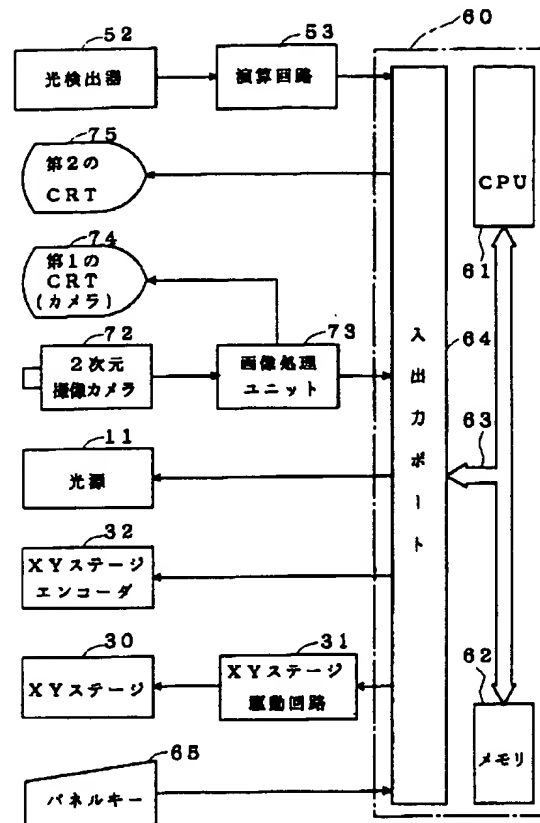 60
52
53
光検出器
演算回路
75
第2の
CRT
CPU
61
74
第1の
CRT
(カメラ)
64
72
73
2次元
撮像カメラ
画像処理
ユニット
入出力ポート
63
11
光源
32
XYステージ
エンコーダ
30
31
XYステージ
XYステージ
駆動回路
62
メモリ
65
パネルキー